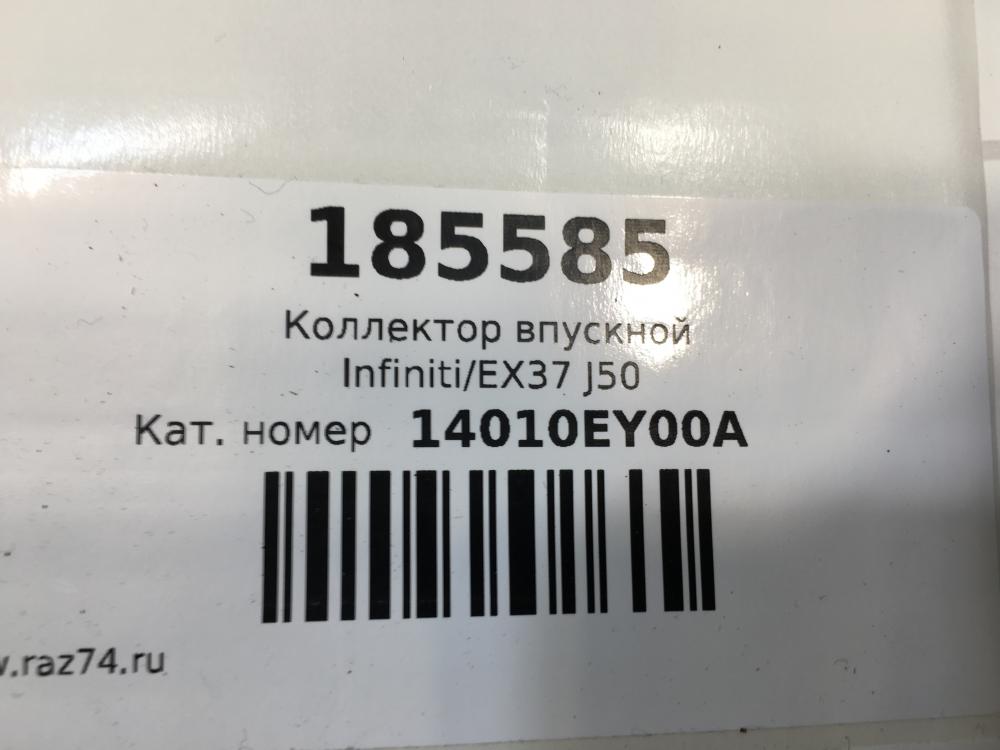 185585
Коллектор впускной
Infiniti/EX37 J50
Кат. номер 14010EY00A
.raz74.ru